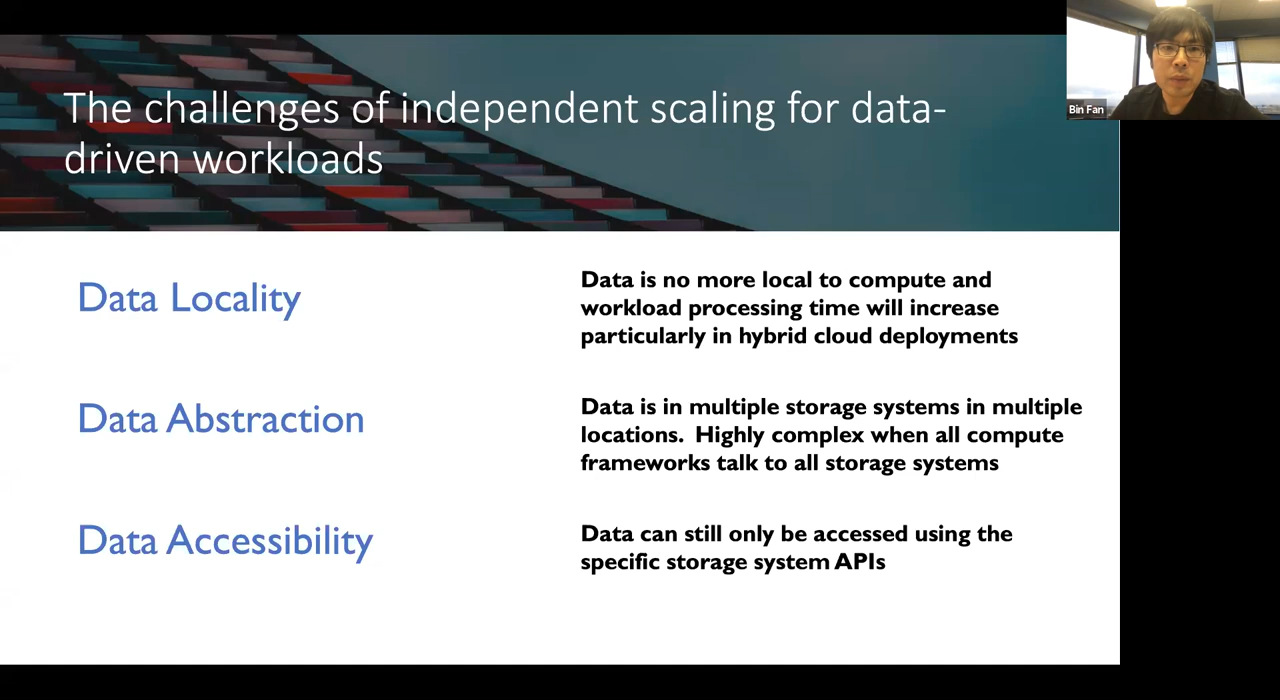 The challenges of independent scaling for data-
driven workloads
Bin Fan
Data Locality
Data is no more local to compute and
workload processing time will increase
particularly in hybrid cloud deployments
Data Abstraction
Data is in multiple storage systems in multiple
locations.  Highly complex when all compute
frameworks talk to all storage systems
Data Accessibility
Data can still only be accessed using the
specific storage system APIs